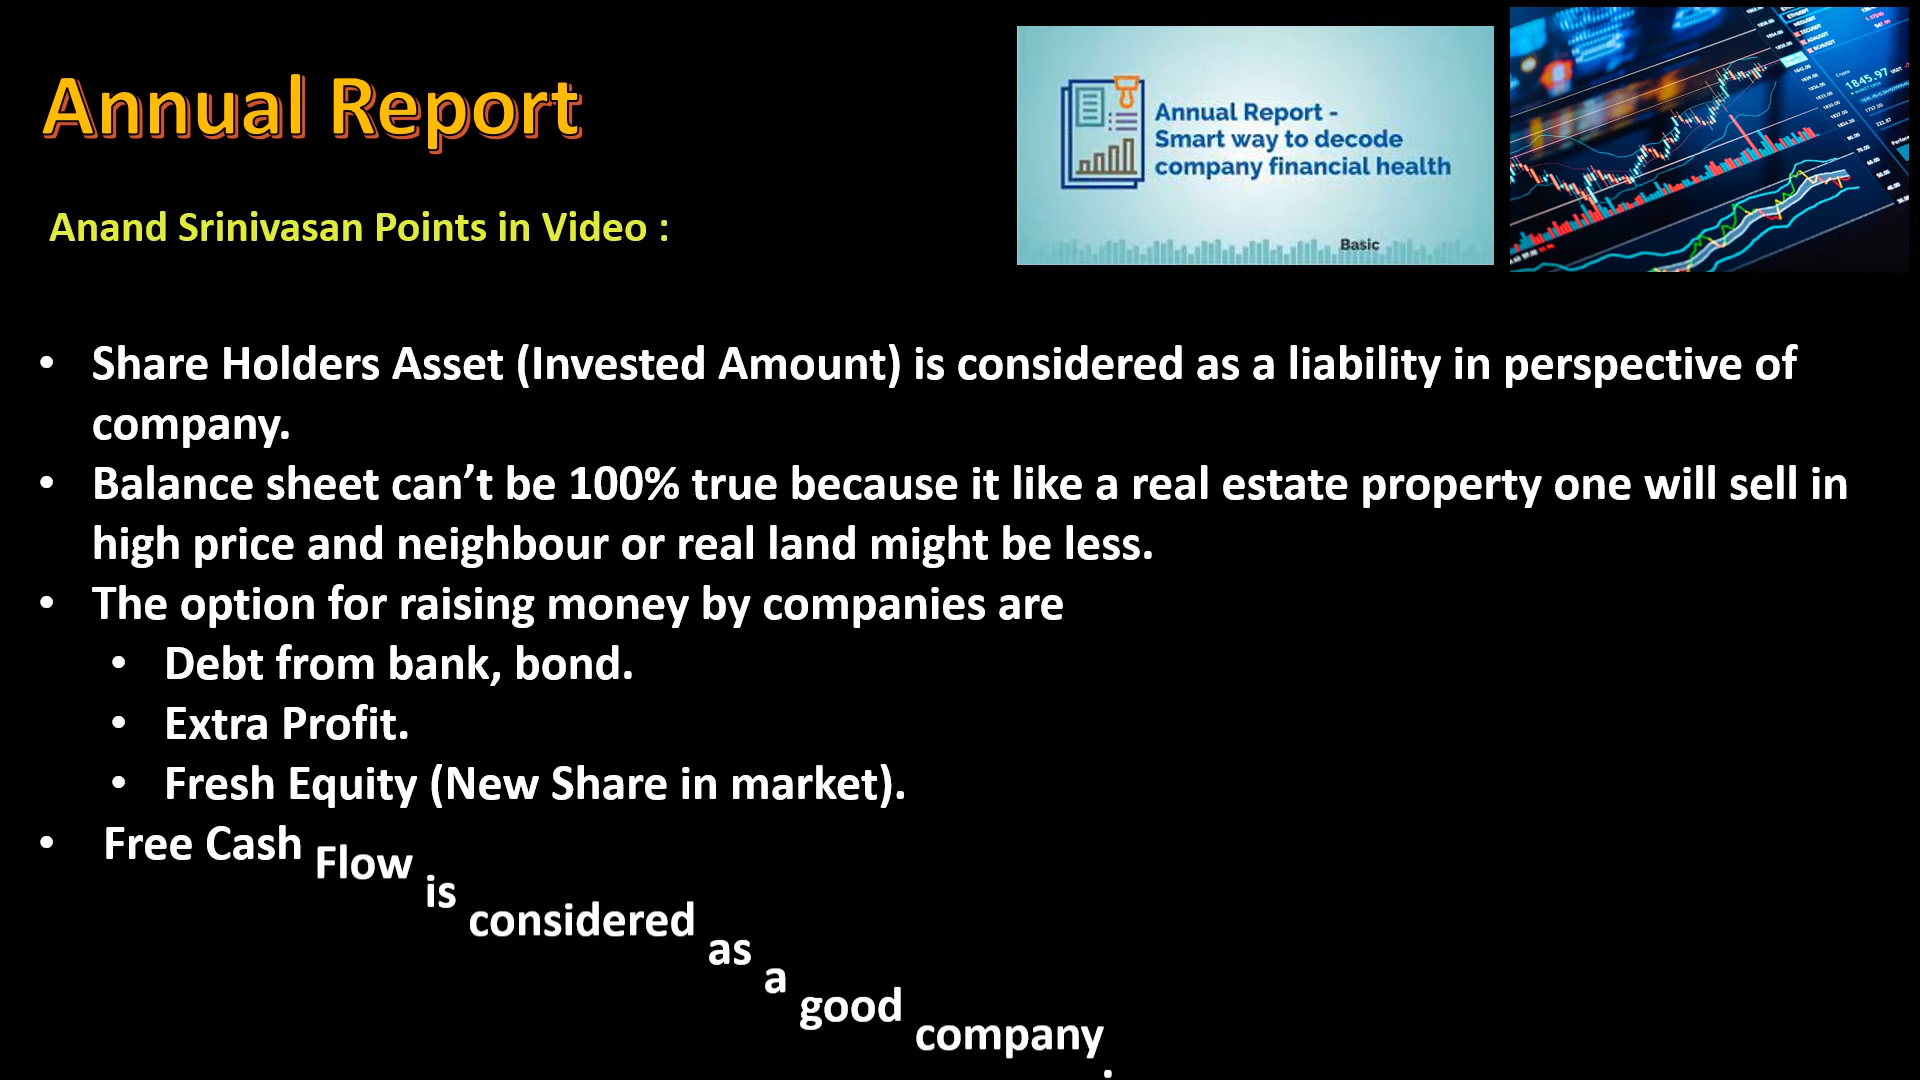 Annual Report
Annual Report -
Smart way to decode
company financial health
Basic
1845.97
Anand Srinivasan Points in Video :
• Share Holders Asset (Invested Amount) is considered as a liability in perspective of
company.
• Balance sheet can’t be 100% true because it like a real estate property one will sell in
high price and neighbour or real land might be less.
• The option for raising money by companies are
• Debt from bank, bond.
• Extra Profit.
• Fresh Equity (New Share in market).
• Free Cash Flow is considered as a good company.